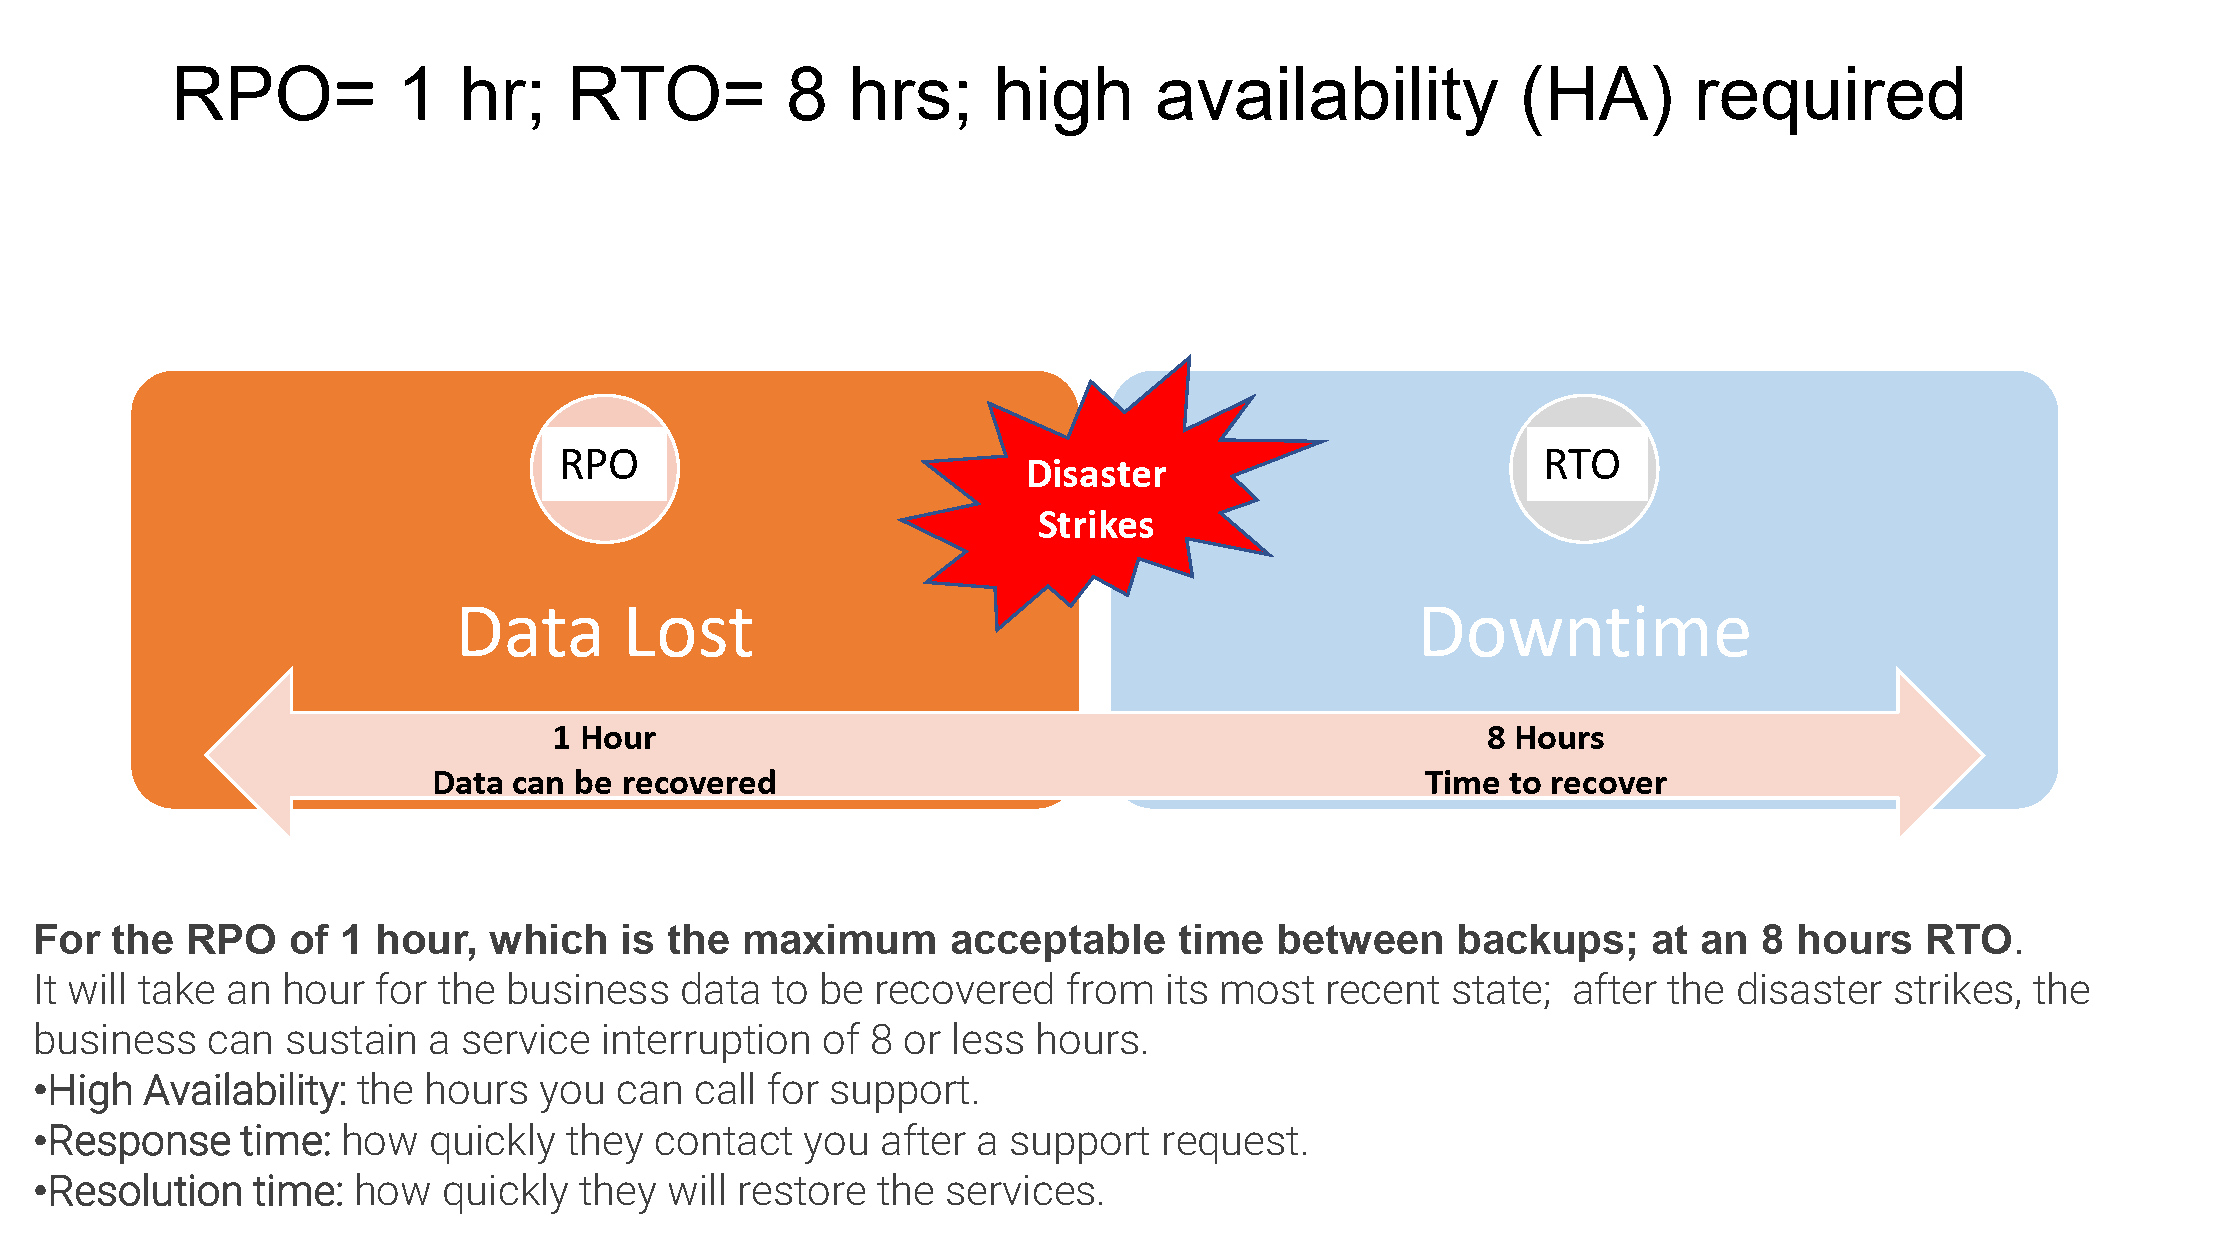 RPO= 1 hr; RTO= 8 hrs; high availability (HA) required
RPO
Disaster
Strikes
RTO
Data Lost
Downtime
1 Hour
Data can be recovered
8 Hours
Time to recover
For the RPO of 1 hour, which is the maximum acceptable time between backups; at an 8 hours RTO.
It will take an hour for the business data to be recovered from its most recent state;  after the disaster strikes, the
business can sustain a service interruption of 8 or less hours.
•High Availability: the hours you can call for support.
•Response time: how quickly they contact you after a support request.
•Resolution time: how quickly they will restore the services.